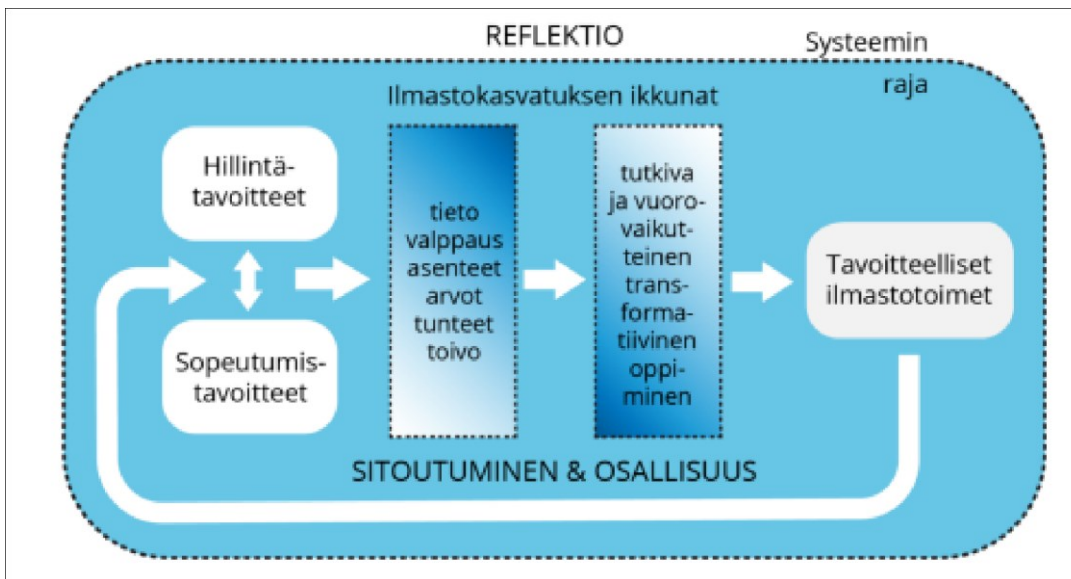 REFLEKTIO
Systeemin
raja
Ilmastokasvatuksen ikkunat
Hillintä-
tavoitteet
Sopeutumis-
tavoitteet
tieto
valppaus
asenteet
arvot
tunteet
toivo
tutkiva
ja vuoro-
vaikut-
teinen
trans-
forma-
tiivinen
oppi-
minen
Tavoitteelliset
ilmastotoimet
SITOUTUMINEN & OSALLISUUS